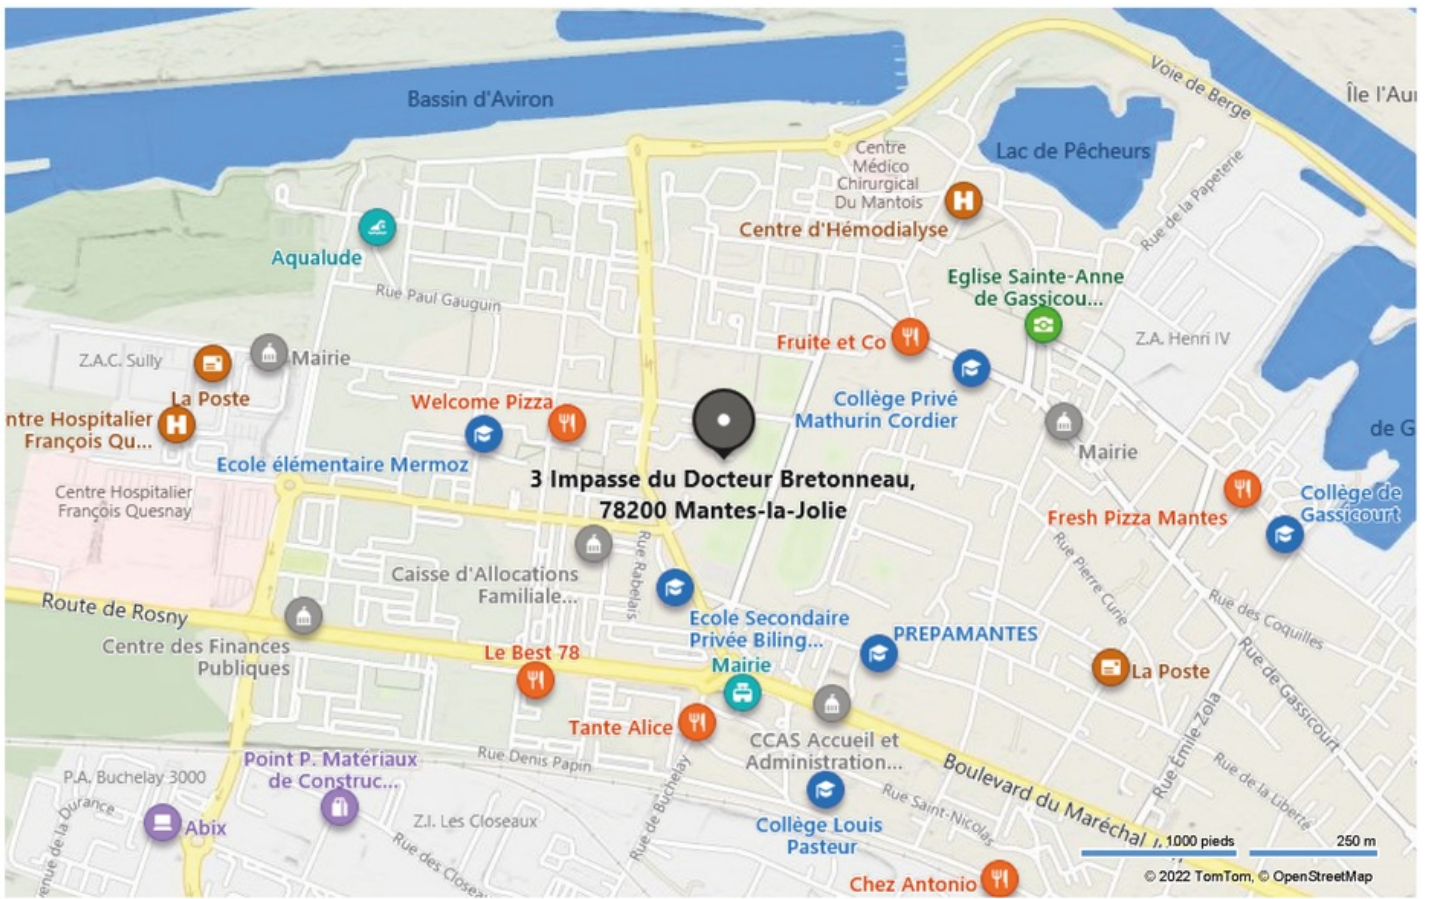 Voie de Berge
Île l'Au
Bassin d'Aviron
Centre
Médico
Chirurgical
Du Mantois
Lac de Pêcheurs
Rue de la Papeterie
Centre d'Hémodialyse
Aqualude
Rue Paul Gauguin
Eglise Sainte-Anne
de Gassicou...
Z.A.C. Sully
Mairie
Fruite et Co
Z.A. Henri IV
La Poste
Welcome Pizza
Collège Privé
Mathurin Cordier
ntre Hospitalier
François Qu...
de G
Mairie
Ecole élémentaire Mermoz
3 Impasse du Docteur Bretonneau,
78200 Mantes-la-Jolie
Centre Hospitalier
François Quesnay
Fresh Pizza Mantes
Collège de
Gassicourt
Caisse d'Allocations
Familiale...
Rue Rabelais
Rue Pierre Curie
Route de Rosny
Rue des Coquilles
Ecole Secondaire
Privée Biling...
PREPAMANTES
Centre des Finances
Publiques
Le Best 78
Mairie
La Poste
Rue de Gassicourt
Tante Alice
CCAS Accueil et
Administration...
Rue Émile-Zola
Point P. Matériaux
de Construc...
Rue Denis Papin
P.A. Buchelay 3000
Boulevard du Maréchal
Rue de la Liberté
Rue de Buchelay
Rue Saint-Nicolas
Abix
Z.I. Les Closeaux
Collège Louis
Pasteur
enue de la Durance
Rue des Closea
1000 pieds
250 m
Chez Antonio
© 2022 TomTom, © OpenStreetMap